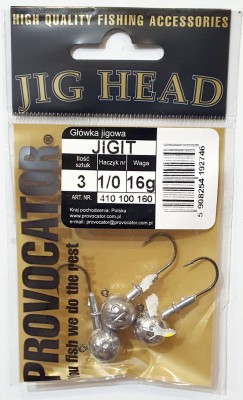 HIGH QUALITY FISHING ACCESSORIES
JIG HEAD
PROVOCATOR
u fish we do the rest
Główka jigowa
JIGIT
Ilość sztuk Haczyk nr Waga
3 1/0 16g
ART. NR. 410 100 160
Kraj pochodzenia: Polska
www.provocator.com.pl
e-mail: provocator@provocator.com.pl
5 908254 192746